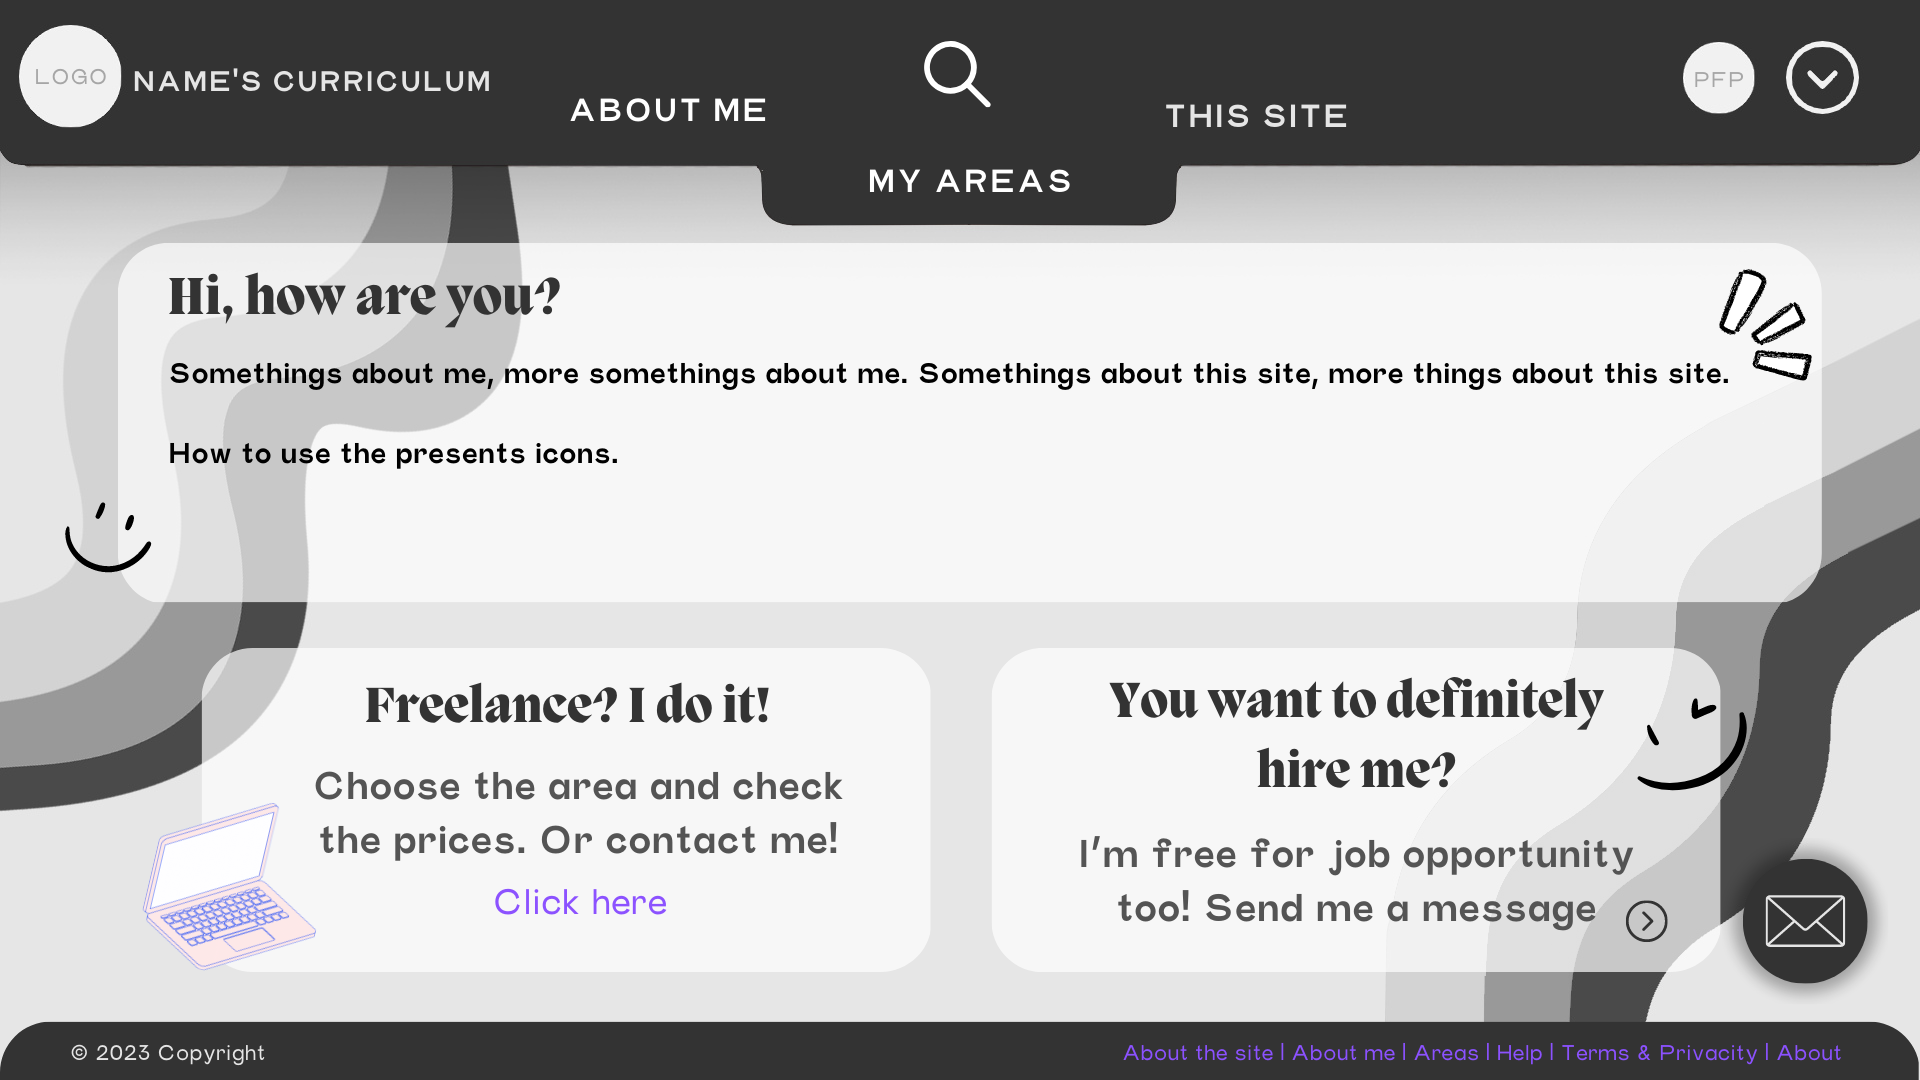 LOGO
NAME'S CURRICULUM
ABOUT ME
THIS SITE
PFP
MY AREAS
Hi, how are you?
Somethings about me, more somethings about me. Somethings about this site, more things about this site.
How to use the presents icons.
Freelance? I do it!
Choose the area and check
the prices. Or contact me!
Click here
You want to definitely
hire me?
I'm free for job opportunity
too! Send me a message
© 2023 Copyright
About the site | About me | Areas | Help | Terms & Privacity | About